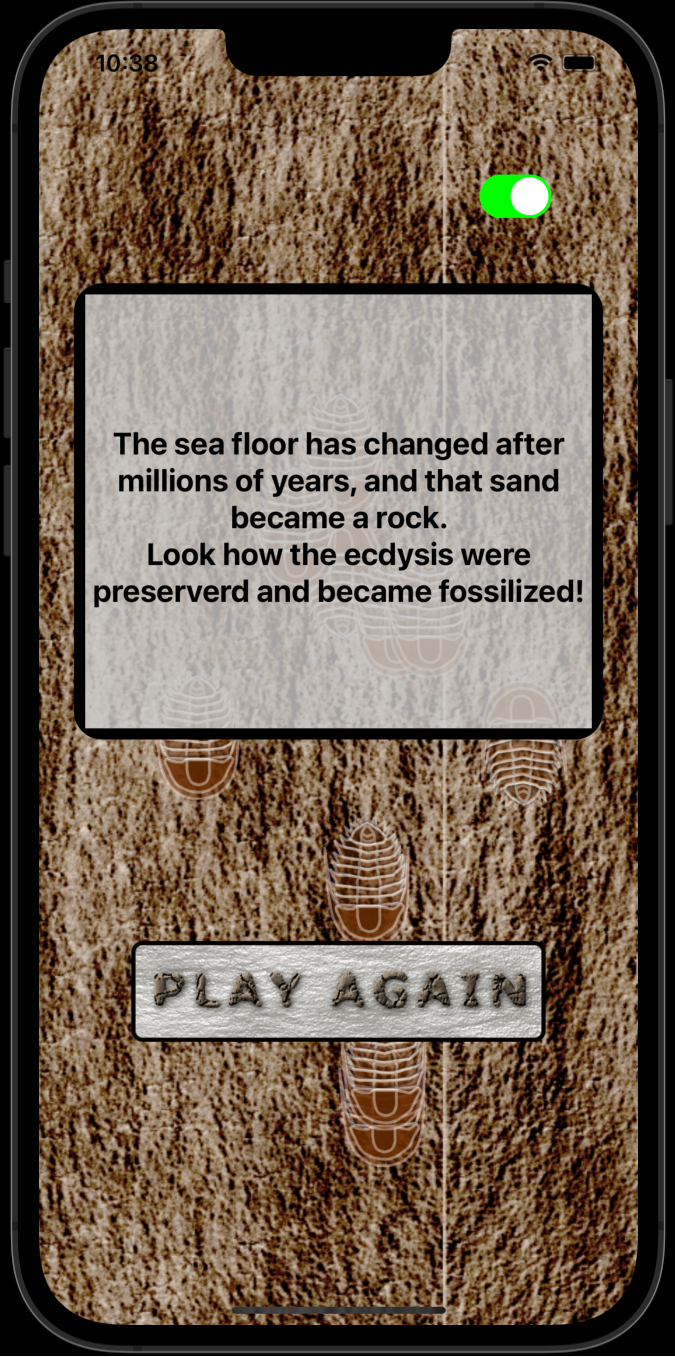 10:38
The sea floor has changed after
millions of years, and that sand
became a rock.
Look how the ecdysis were
preserverd and became fossilized!
PLAY AGAIN